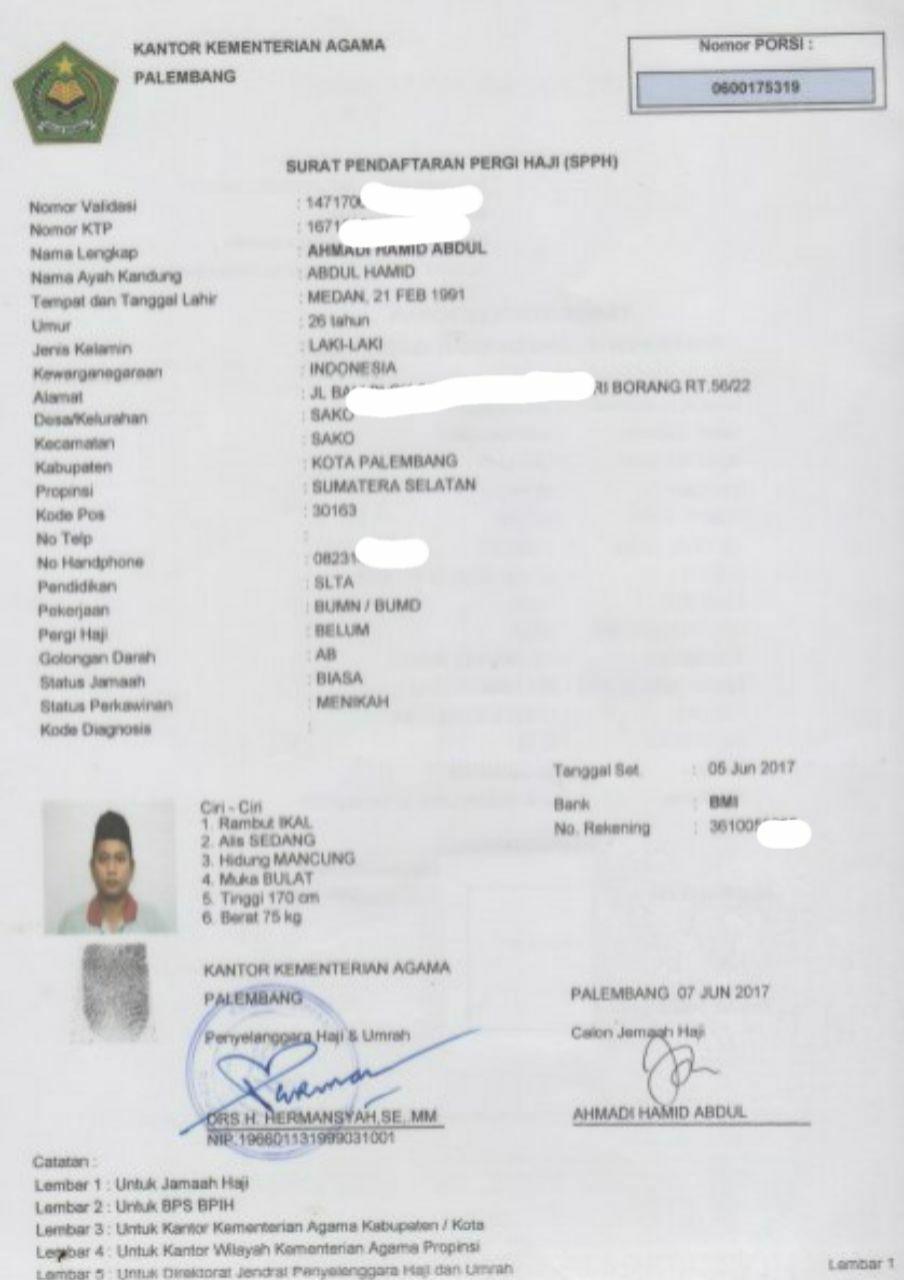 KANTOR KEMENTERIAN AGAMA
PALEMBANG
Nomor PORSI :
0600175319
SURAT PENDAFTARAN PERGI HAJI (SPPH)
Nomor Validasi : 147170
Nomor KTP : 1671
Nama Lengkap : AHMADI HAMID ABDUL
Nama Ayah Kandung : ABDUL HAMID
Tempat dan Tanggal Lahir : MEDAN, 21 FEB 1991
Umur : 26 tahun
Jenis Kelamin : LAKI-LAKI
Kewarganegaraan : INDONESIA
Alamat : JL RI BORANG RT.56/22
Desa/Kelurahan : SAKO
Kecamatan : SAKO
Kabupaten : KOTA PALEMBANG
Propinsi : SUMATERA SELATAN
Kode Pos : 30163
No Telp :
No Handphone : 08231
Pendidikan : SLTA
Pekerjaan : BUMN / BUMD
Pergi Haji : BELUM
Golongan Darah : AB
Status Jamaah : BIASA
Status Perkawinan : MENIKAH
Kode Diagnosis :
Tanggal Set. : 05 Jun 2017
Bank : BMI
No. Rekening : 36100
Ciri - Ciri
1. Rambut IKAL
2. Alis SEDANG
3. Hidung MANCUNG
4. Muka BULAT
5. Tinggi 170 cm
6. Berat 75 kg
KANTOR KEMENTERIAN AGAMA
PALEMBANG
Penyelanggara Haji & Umrah
DRS.H. HERMANSYAH,SE, MM
NIP.196601131999031001
PALEMBANG 07 JUN 2017
Calon Jemaah Haji
AHMADI HAMID ABDUL
Catatan :
Lembar 1 : Untuk Jamaah Haji
Lembar 2 : Untuk BPS BPIH
Lembar 3 : Untuk Kantor Kementerian Agama Kabupaten / Kota
Lembar 4 : Untuk Kantor Wilayah Kementerian Agama Propinsi
Lembar 5 : Untuk Direktorat Jendral Penyelenggara Haji dan Umrah
Lembar 1